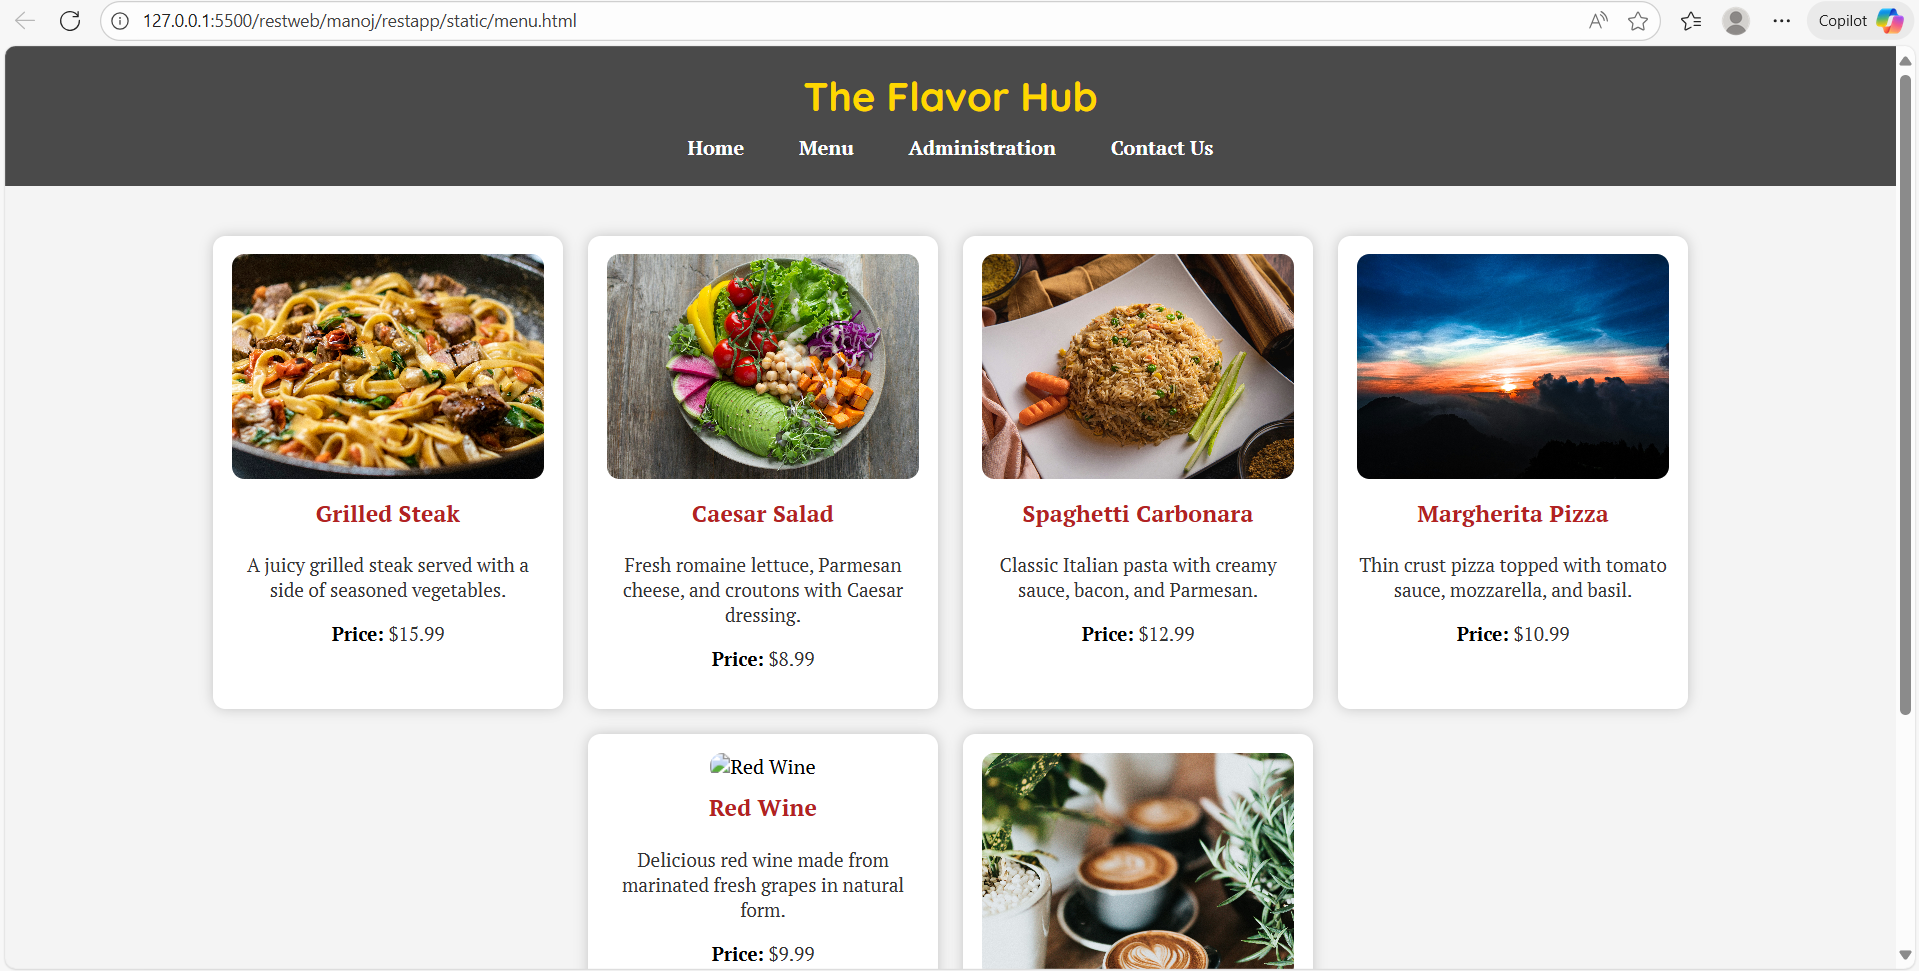 127.0.0.1:5500/restweb/manoj/restapp/static/menu.html
Copilot
The Flavor Hub
Home Menu Administration Contact Us
Grilled Steak
A juicy grilled steak served with a
side of seasoned vegetables.
Price: $15.99
Caesar Salad
Fresh romaine lettuce, Parmesan
cheese, and croutons with Caesar
dressing.
Price: $8.99
Spaghetti Carbonara
Classic Italian pasta with creamy
sauce, bacon, and Parmesan.
Price: $12.99
Margherita Pizza
Thin crust pizza topped with tomato
sauce, mozzarella, and basil.
Price: $10.99
Red Wine
Red Wine
Delicious red wine made from
marinated fresh grapes in natural
form.
Price: $9.99